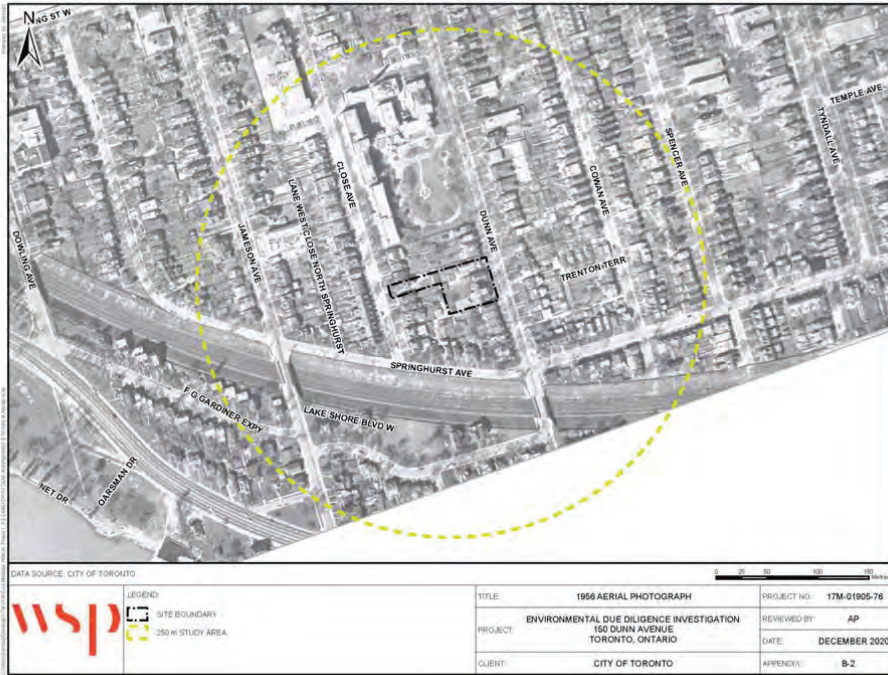 NG ST W
N
TEMPLE AVE
TYNDALL AVE
SPENCER AVE
COWAN AVE
CLOSE AVE
DUNN AVE
LANE WEST CLOSE NORTH SPRINGHURST
JAMESON AVE
DOWLING AVE
TRENTON TERR
SPRINGHURST AVE
F G GARDINER EXPY
LAKE SHORE BLVD W
OARSMAN DR
NET DR
DATA SOURCE: CITY OF TORONTO
0 25 50 100 150
Metres
wsp
LEGEND:
SITE BOUNDARY
250 m STUDY AREA
TITLE: 1956 AERIAL PHOTOGRAPH
PROJECT NO: 17M-01905-76
PROJECT: ENVIRONMENTAL DUE DILIGENCE INVESTIGATION
150 DUNN AVENUE
TORONTO, ONTARIO
REVIEWED BY: AP
DATE: DECEMBER 2020
CLIENT: CITY OF TORONTO
APPENDIX: B-2